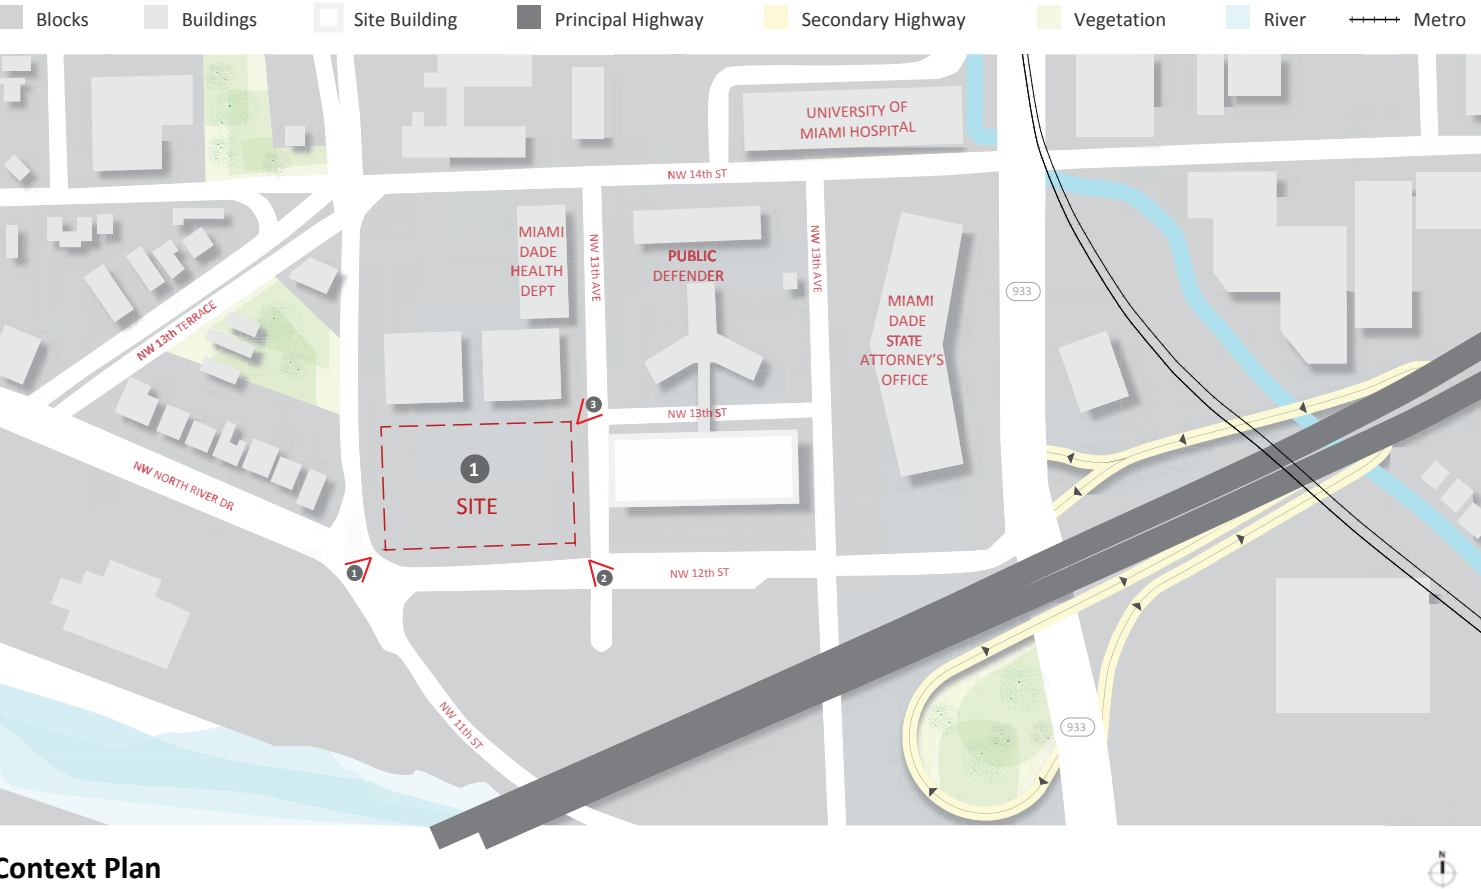 Blocks
Buildings
Site Building
Principal Highway
Secondary Highway
Vegetation
River
Metro
UNIVERSITY OF
MIAMI HOSPITAL
NW 14th ST
MIAMI
DADE
HEALTH
DEPT
NW 13th AVE
PUBLIC
DEFENDER
NW 13th AVE
MIAMI
DADE
STATE
ATTORNEY'S
OFFICE
933
NW 13th TERRACE
3
NW 13th ST
1
SITE
NW NORTH RIVER DR
1
2
NW 12th ST
NW 11th ST
933
Context Plan
N